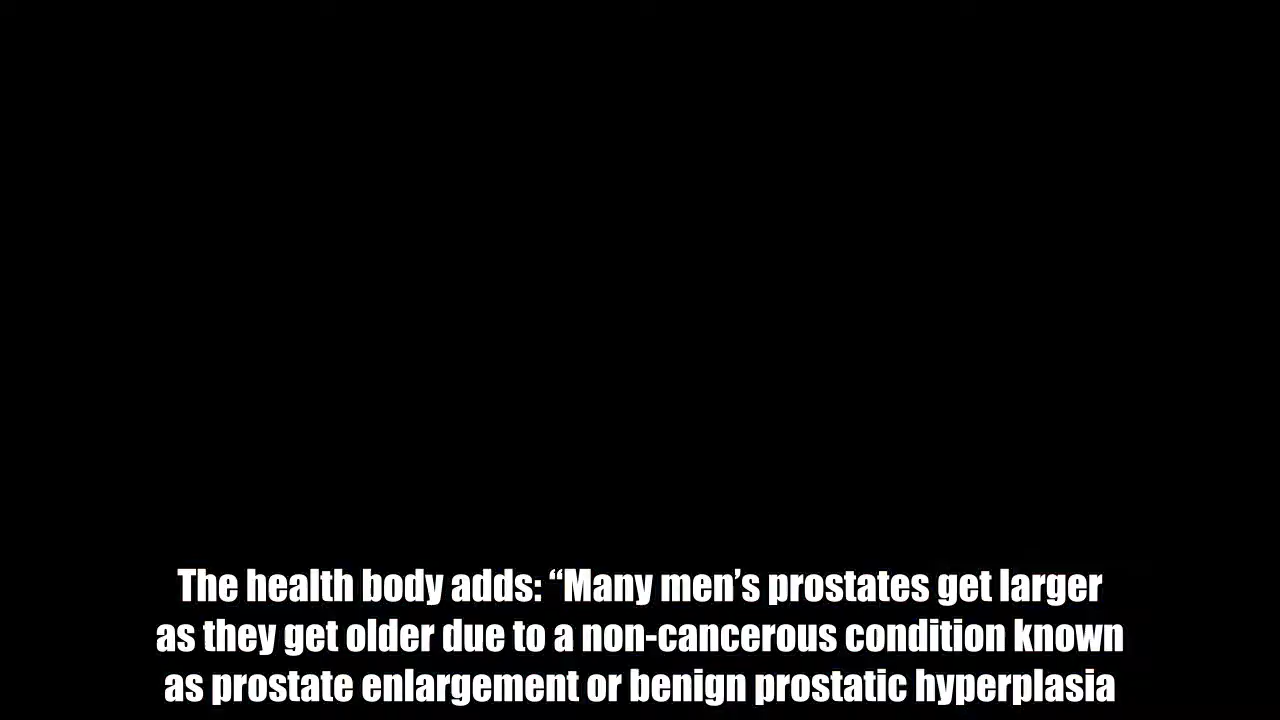 The health body adds: “Many men’s prostates get larger
as they get older due to a non-cancerous condition known
as prostate enlargement or benign prostatic hyperplasia